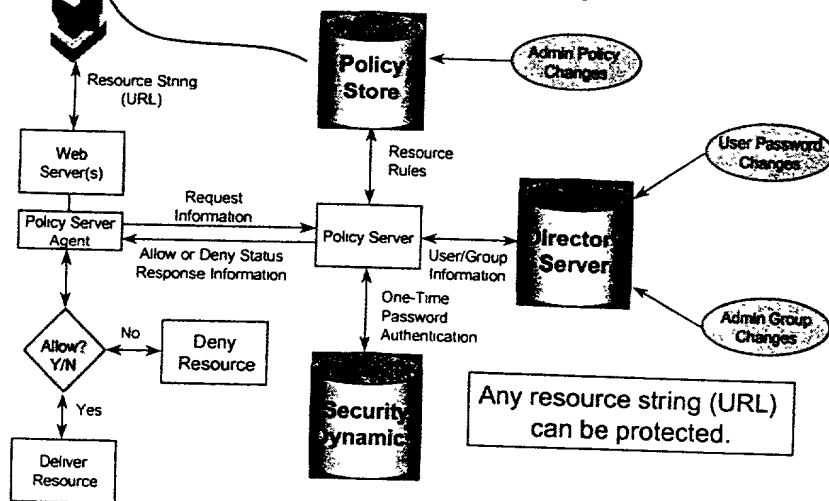 Policy
Store
Admin Policy
Changes
Resource String
(URL)
Web
Server(s)
Resource
Rules
User Password
Changes
Request
Information
Policy Server
Agent
Policy Server
Allow or Deny Status
Response Information
User/Group
Information
Director
Server
One-Time
Password
Authentication
Allow?
Y/N
No
Deny
Resource
Admin Group
Changes
Yes
Security
Dynamic
Any resource string (URL)
can be protected.
Deliver
Resource